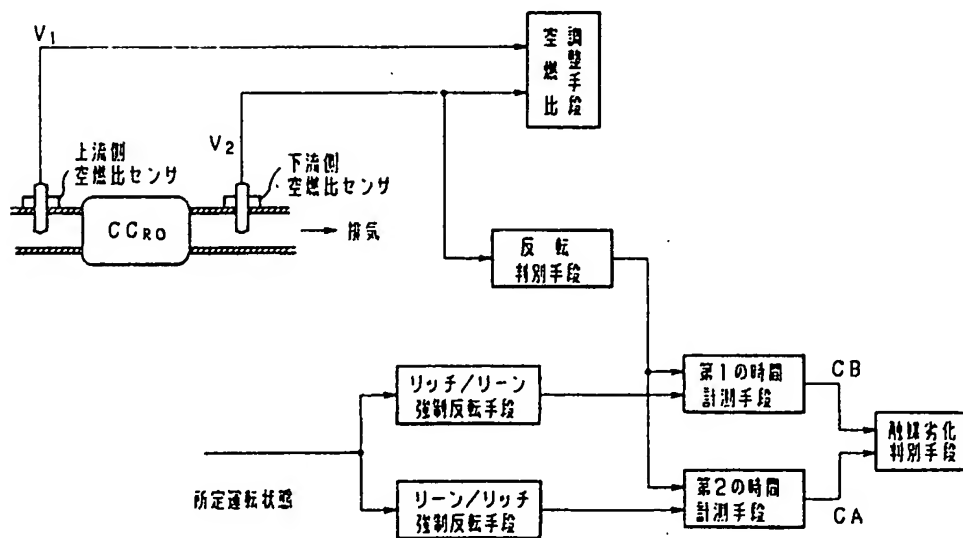 V1
空燃比
調整手段
V2
上流側
空燃比センサ
下流側
空燃比センサ
CCRO
排気
反転
判別手段
リッチ/リーン
強制反転手段
第1の時間
計測手段
CB
触媒劣化
判別手段
所定運転状態
リーン/リッチ
強制反転手段
第2の時間
計測手段
CA